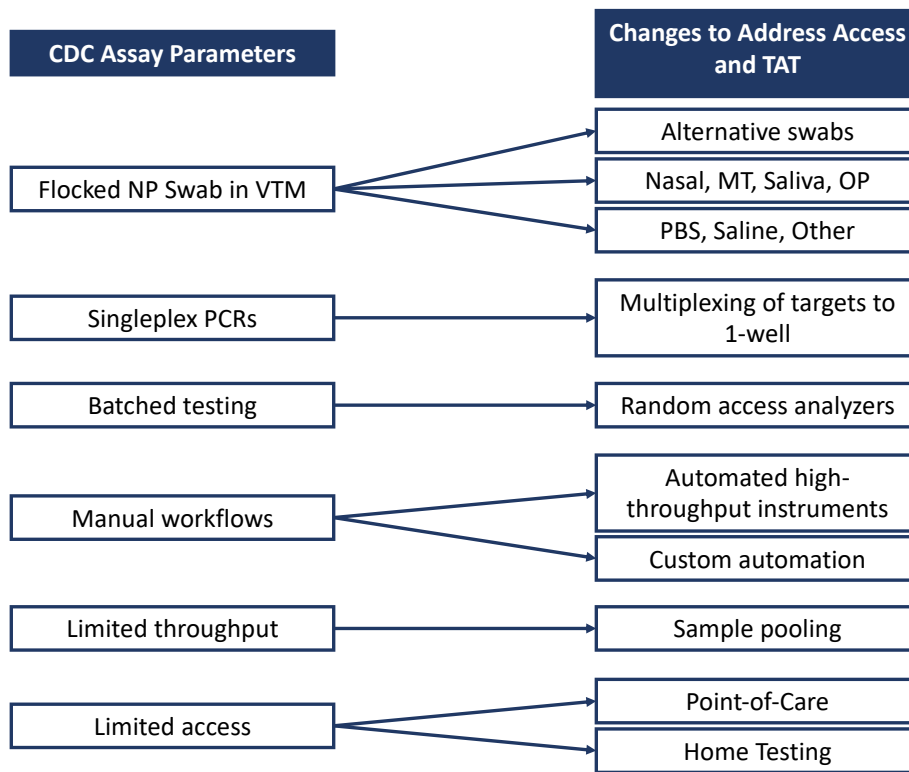 CDC Assay Parameters
Changes to Address Access
and TAT
Flocked NP Swab in VTM
Alternative swabs
Nasal, MT, Saliva, OP
PBS, Saline, Other
Singleplex PCRs
Multiplexing of targets to
1-well
Batched testing
Random access analyzers
Manual workflows
Automated high-
throughput instruments
Custom automation
Limited throughput
Sample pooling
Limited access
Point-of-Care
Home Testing